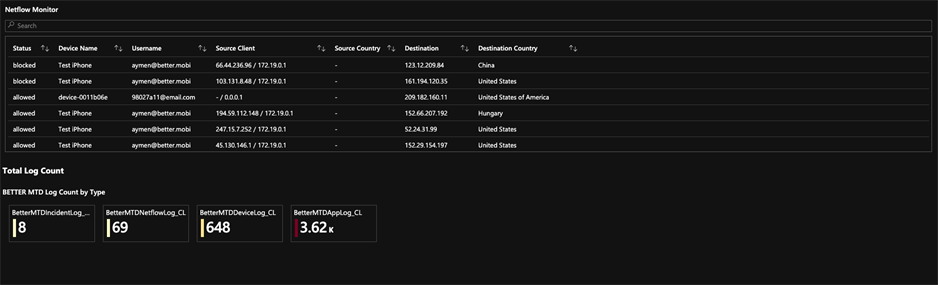 Netflow Monitor
Search
Status Device Name Username Source Client Source Country Destination Destination Country
blocked Test iPhone aymen@better.mobi 66.44.236.96 / 172.19.0.1 - 123.12.209.84 China
blocked Test iPhone aymen@better.mobi 103.131.8.48 / 172.19.0.1 - 161.194.120.35 United States
allowed device-0011b06e 98027a11@email.com - / 0.0.0.1 209.182.160.11 United States of America
allowed Test iPhone aymen@better.mobi 194.59.112.148 / 172.19.0.1 - 152.66.207.192 Hungary
allowed Test iPhone aymen@better.mobi 247.15.7.252 / 172.19.0.1 - 52.24.31.99 United States
allowed Test iPhone aymen@better.mobi 45.130.146.1 / 172.19.0.1 - 152.29.154.197 United States
Total Log Count
BETTER MTD Log Count by Type
BetterMTDIncidentLog_... BetterMTDNetflowLog_CL BetterMTDDeviceLog_CL BetterMTDAppLog_CL
8 69 648 3.62 K